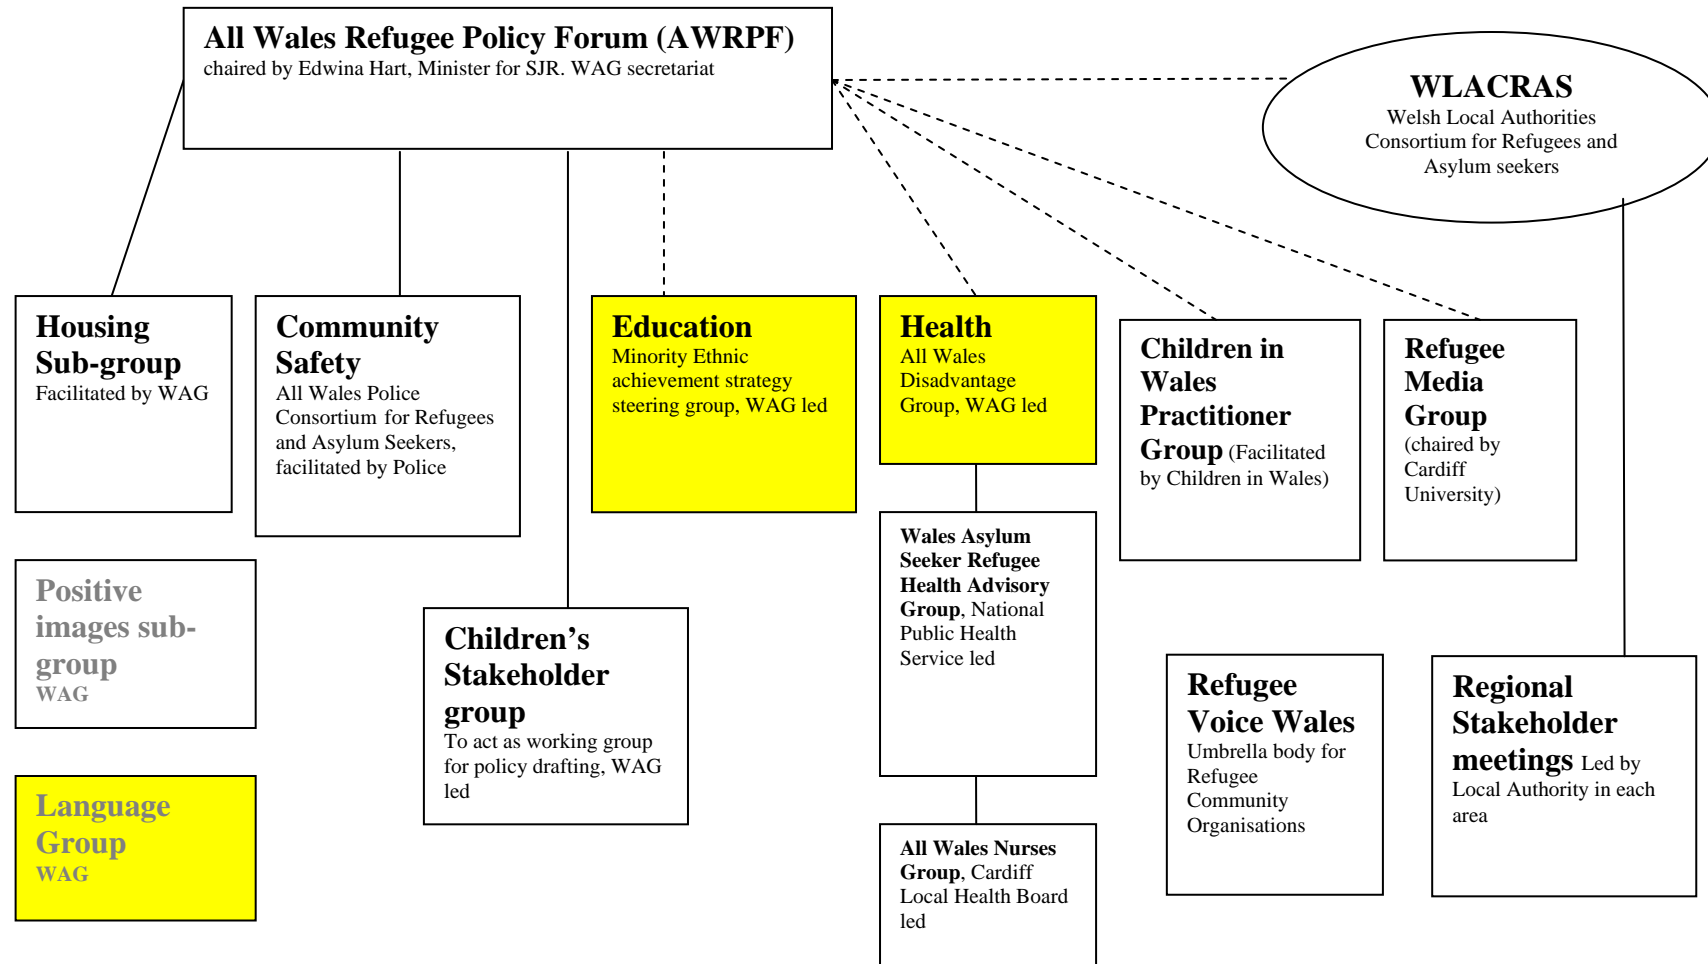 All Wales Refugee Policy Forum (AWRPF)
chaired by Edwina Hart, Minister for SJR. WAG secretariat
WLACRAS
Welsh Local Authorities
Consortium for Refugees and
Asylum seekers
Housing
Sub-group
Facilitated by WAG
Community
Safety
All Wales Police
Consortium for Refugees
and Asylum Seekers,
facilitated by Police
Education
Minority Ethnic
achievement strategy
steering group, WAG led
Health
All Wales
Disadvantage
Group, WAG led
Children in
Wales
Practitioner
Group (Facilitated
by Children in Wales)
Refugee
Media
Group
(chaired by
Cardiff
University)
Positive
images sub-
group
WAG
Children’s
Stakeholder
group
To act as working group
for policy drafting, WAG
led
Wales Asylum
Seeker Refugee
Health Advisory
Group, National
Public Health
Service led
Refugee
Voice Wales
Umbrella body for
Refugee
Community
Organisations
Regional
Stakeholder
meetings Led by
Local Authority in each
area
Language
Group
WAG
All Wales Nurses
Group, Cardiff
Local Health Board
led